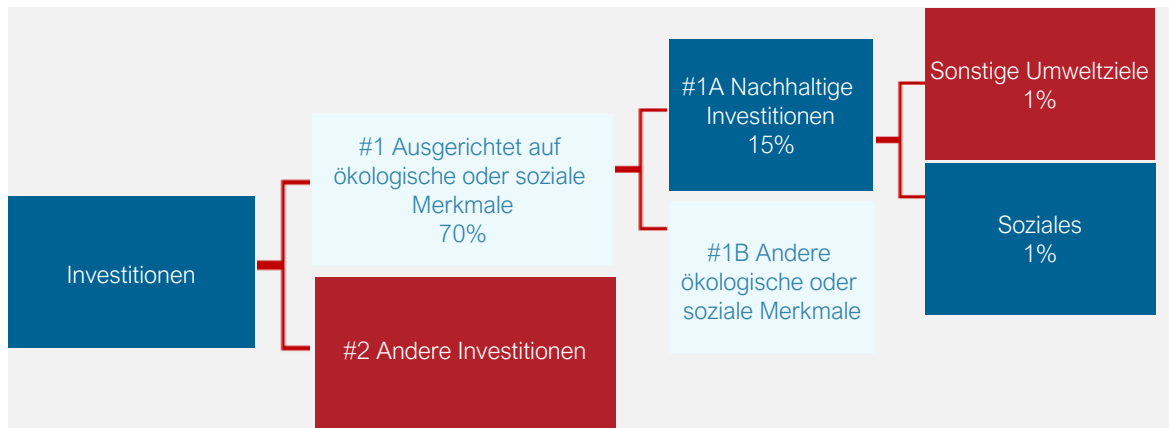 Investitionen
#1 Ausgerichtet auf
ökologische oder soziale
Merkmale
70%
#2 Andere Investitionen
#1A Nachhaltige
Investitionen
15%
#1B Andere
ökologische oder
soziale Merkmale
Sonstige Umweltziele
1%
Soziales
1%